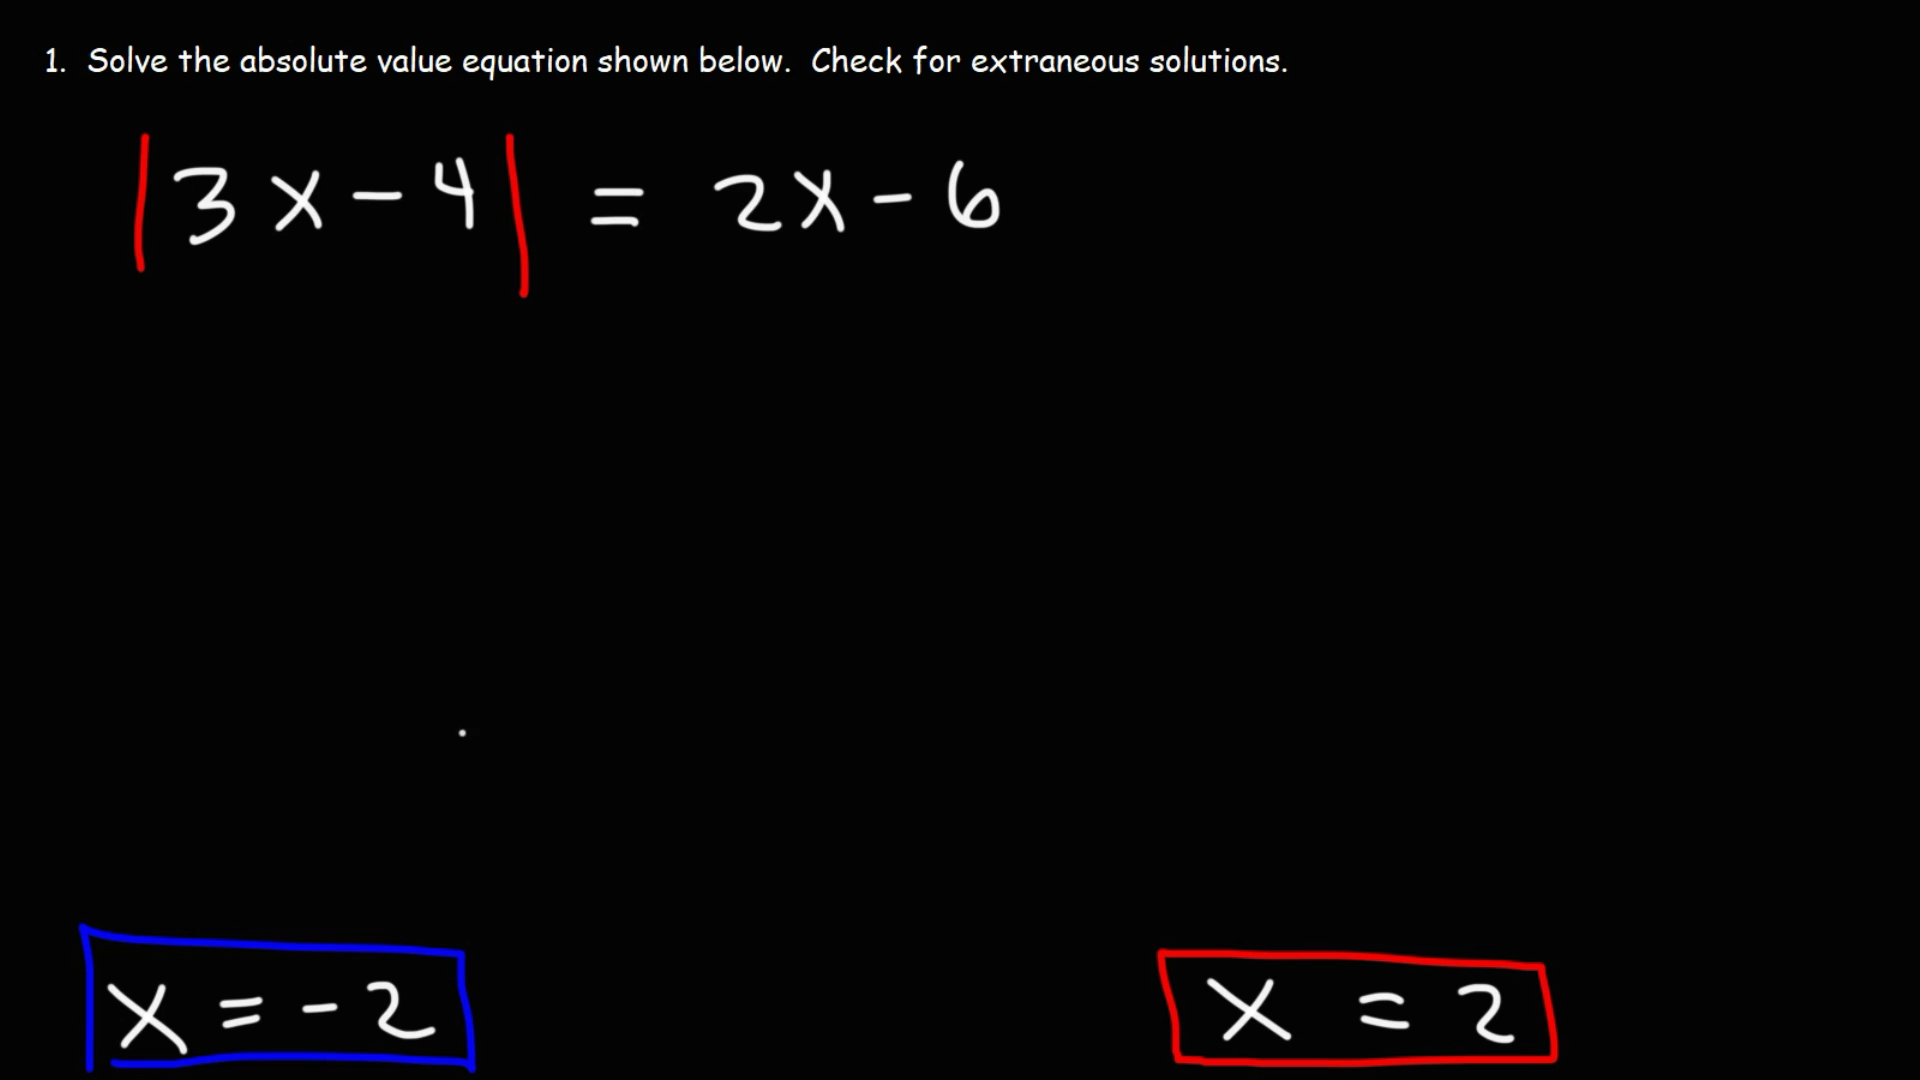 1. Solve the absolute value equation shown below. Check for extraneous solutions.
|3x-4| = 2x-6
x = -2
x = 2